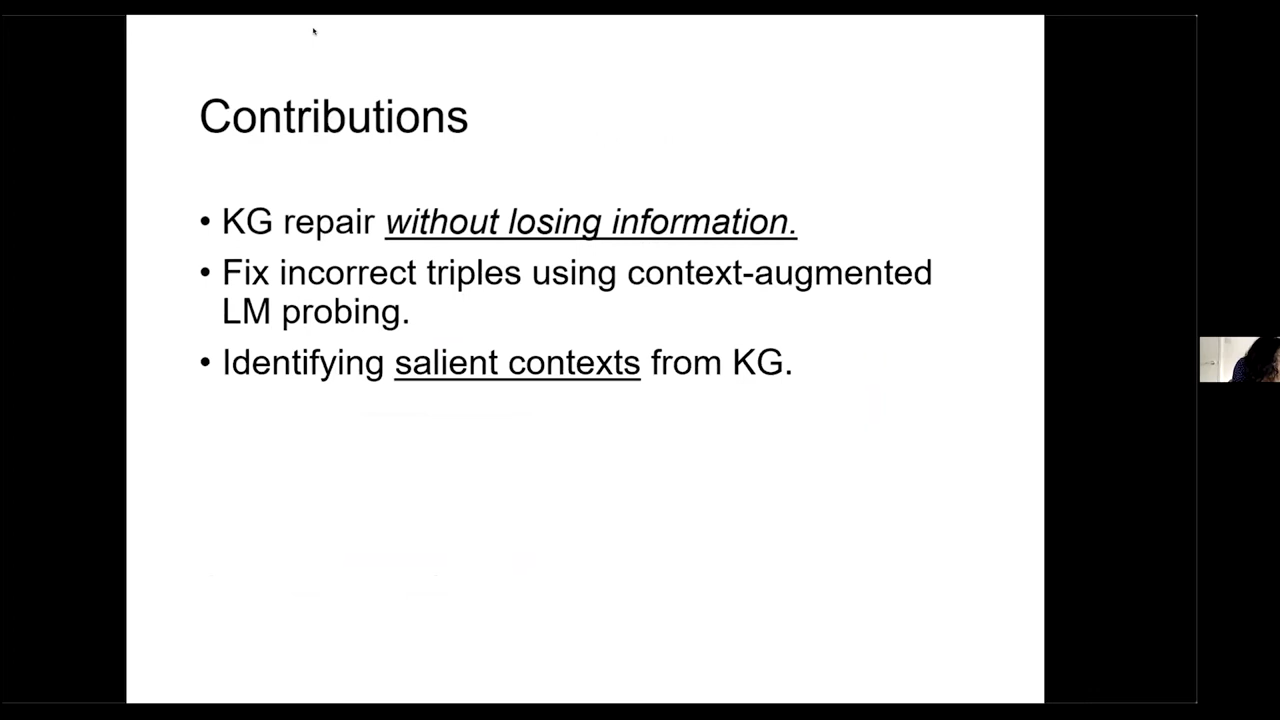 Contributions
• KG repair without losing information.
• Fix incorrect triples using context-augmented
LM probing.
• Identifying salient contexts from KG.